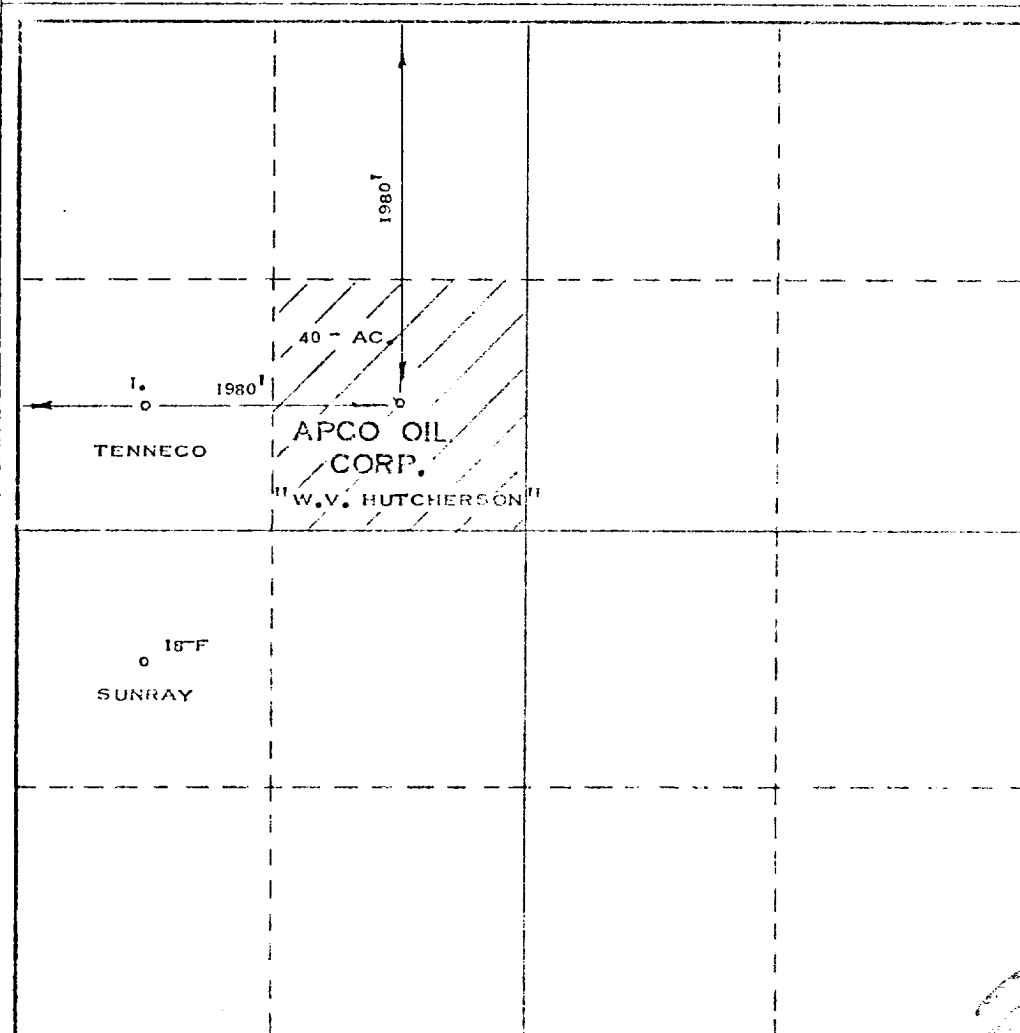 1980'
40 - AC.
1.
1980'
TENNECO
APCO OIL
CORP.
"W.V. HUTCHERSON"
18-F
SUNRAY